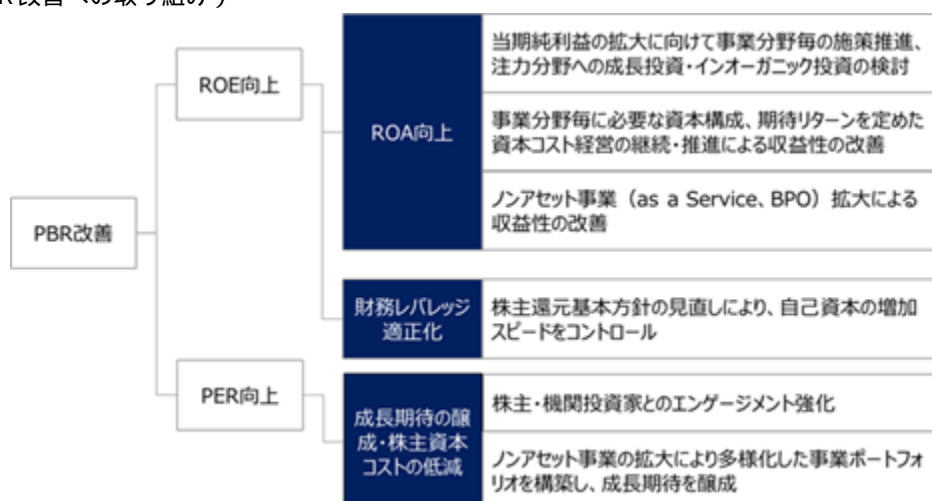 改善への取り組み）
PBR改善
ROE向上
ROA向上
当期純利益の拡大に向けて事業分野毎の施策推進、
注力分野への成長投資・インオーガニック投資の検討
事業分野毎に必要な資本構成、期待リターンを定めた
資本コスト経営の継続・推進による収益性の改善
ノンアセット事業（as a Service、BPO）拡大による
収益性の改善
財務レバレッジ
適正化
株主還元基本方針の見直しにより、自己資本の増加
スピードをコントロール
PER向上
成長期待の醸
成・株主資本
コストの低減
株主・機関投資家とのエンゲージメント強化
ノンアセット事業の拡大により多様化した事業ポートフォ
リオを構築し、成長期待を醸成